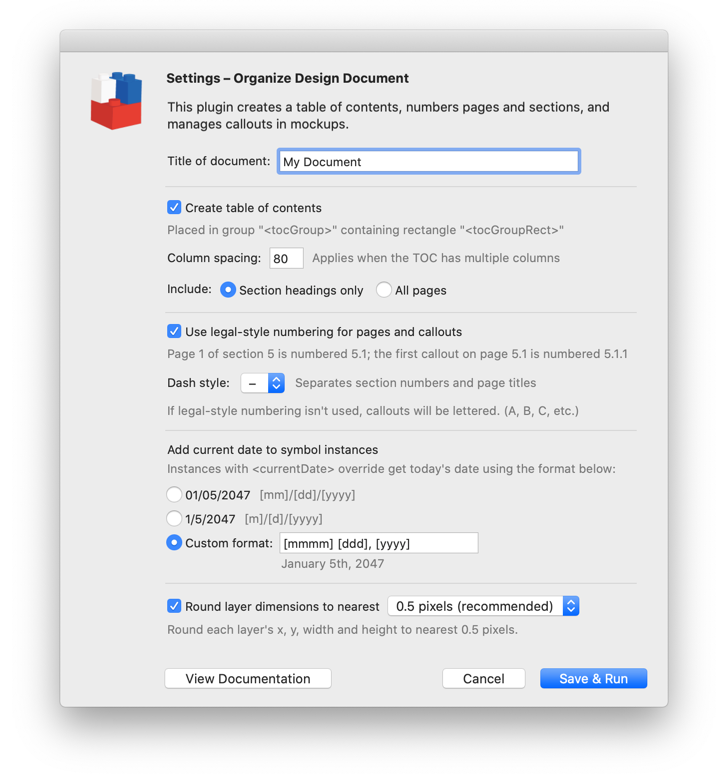 Settings – Organize Design Document
This plugin creates a table of contents, numbers pages and sections, and
manages callouts in mockups.
Title of document: My Document
Create table of contents
Placed in group "<tocGroup>" containing rectangle "<tocGroupRect>"
Column spacing: 80 Applies when the TOC has multiple columns
Include: Section headings only All pages
Use legal-style numbering for pages and callouts
Page 1 of section 5 is numbered 5.1; the first callout on page 5.1 is numbered 5.1.1
Dash style: – Separates section numbers and page titles
If legal-style numbering isn't used, callouts will be lettered. (A, B, C, etc.)
Add current date to symbol instances
Instances with <currentDate> override get today's date using the format below:
01/05/2047 [mm]/[dd]/[yyyy]
1/5/2047 [m]/[d]/[yyyy]
Custom format: [mmmm] [ddd], [yyyy]
January 5th, 2047
Round layer dimensions to nearest 0.5 pixels (recommended)
Round each layer's x, y, width and height to nearest 0.5 pixels.
View Documentation Cancel Save & Run